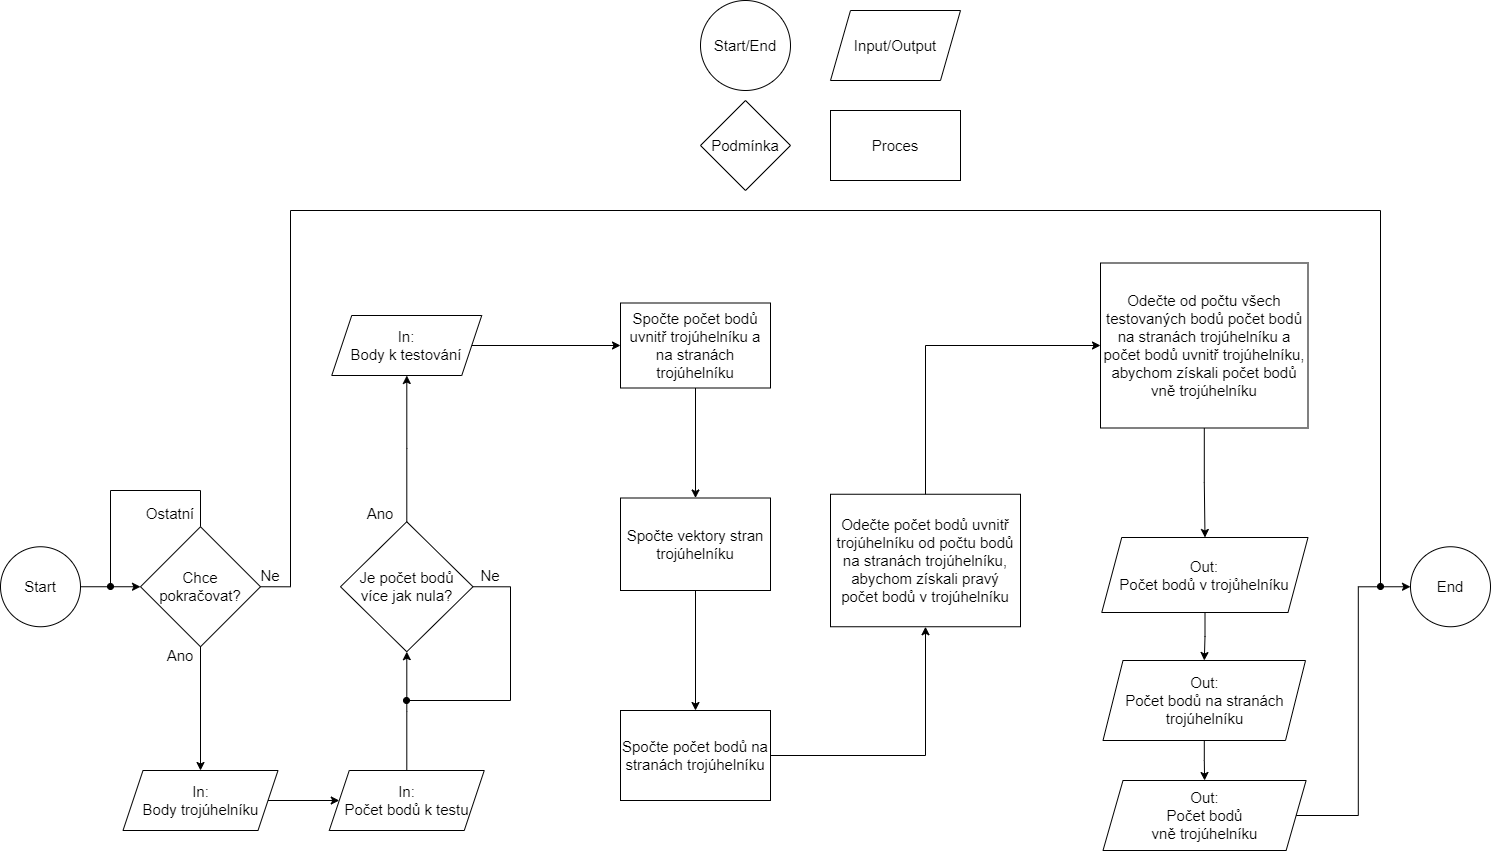 Start/End
Input/Output
Podmínka
Proces
Start
Ostatní
Chce
pokračovat?
Ne
Ano
In:
Body trojúhelníku
In:
Počet bodů k testu
Je počet bodů
více jak nula?
Ne
Ano
In:
Body k testování
Spočte počet bodů
uvnitř trojúhelníku a
na stranách
trojúhelníku
Spočte vektory stran
trojúhelníku
Spočte počet bodů na
stranách trojúhelníku
Odečte počet bodů uvnitř
trojúhelníku od počtu bodů
na stranách trojúhelníku,
abychom získali pravý
počet bodů v trojúhelníku
Odečte od počtu všech
testovaných bodů počet bodů
na stranách trojúhelníku a
počet bodů uvnitř trojúhelníku,
abychom získali počet bodů
vně trojúhelníku
Out:
Počet bodů v trojúhelníku
Out:
Počet bodů na stranách
trojúhelníku
Out:
Počet bodů
vně trojúhelníku
End